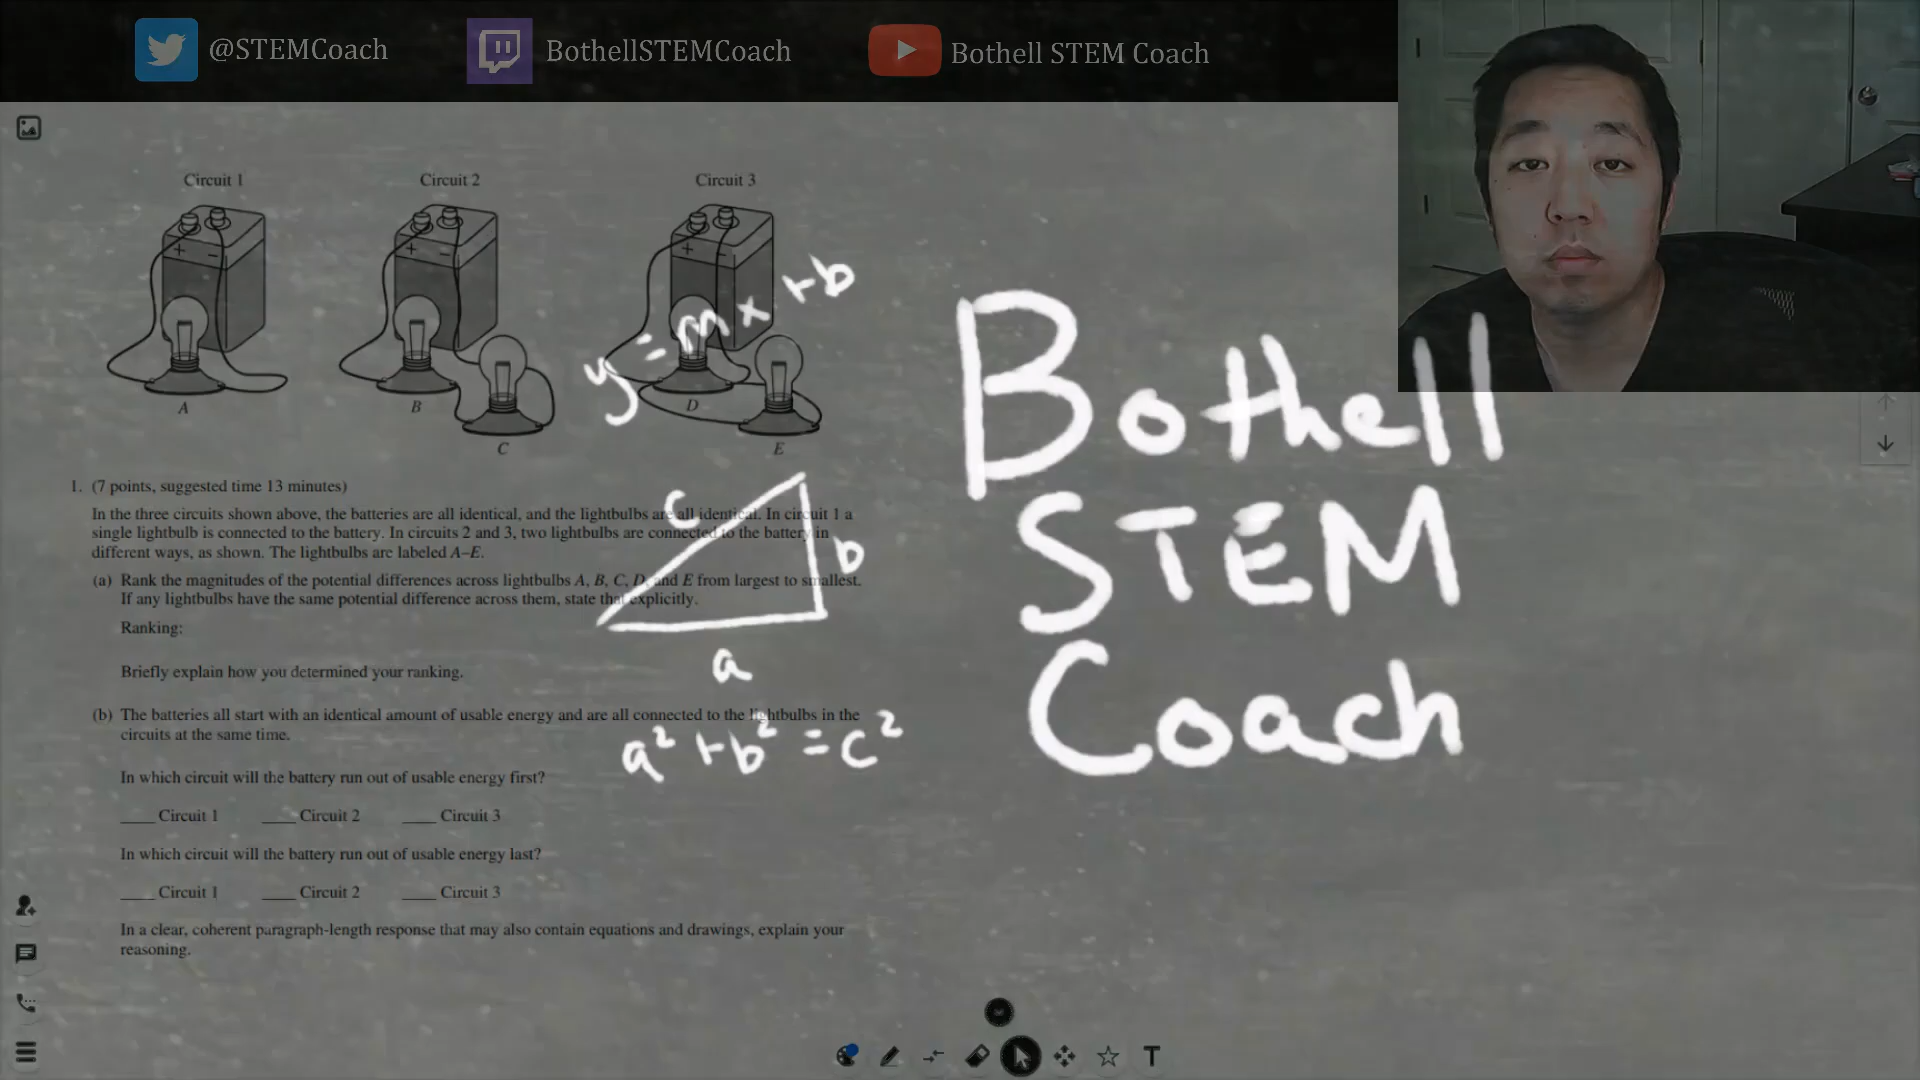 @STEMCoach
BothellSTEMCoach
Bothell STEM Coach
Circuit 1
Circuit 2
Circuit 3
+
−
+
−
+
−
A
B
C
D
E
y = mx + b
Bothell
STEM
Coach
1. (7 points, suggested time 13 minutes)
In the three circuits shown above, the batteries are all identical, and the lightbulbs are all identical. In circuit 1 a
single lightbulb is connected to the battery. In circuits 2 and 3, two lightbulbs are connected to the battery in
different ways, as shown. The lightbulbs are labeled A–E.
(a) Rank the magnitudes of the potential differences across lightbulbs A, B, C, D, and E from largest to smallest.
If any lightbulbs have the same potential difference across them, state that explicitly.
Ranking:
Briefly explain how you determined your ranking.
c
b
a
a² + b² = c²
(b) The batteries all start with an identical amount of usable energy and are all connected to the lightbulbs in the
circuits at the same time.
In which circuit will the battery run out of usable energy first?
____ Circuit 1 ____ Circuit 2 ____ Circuit 3
In which circuit will the battery run out of usable energy last?
____ Circuit 1 ____ Circuit 2 ____ Circuit 3
In a clear, coherent paragraph-length response that may also contain equations and drawings, explain your
reasoning.
T